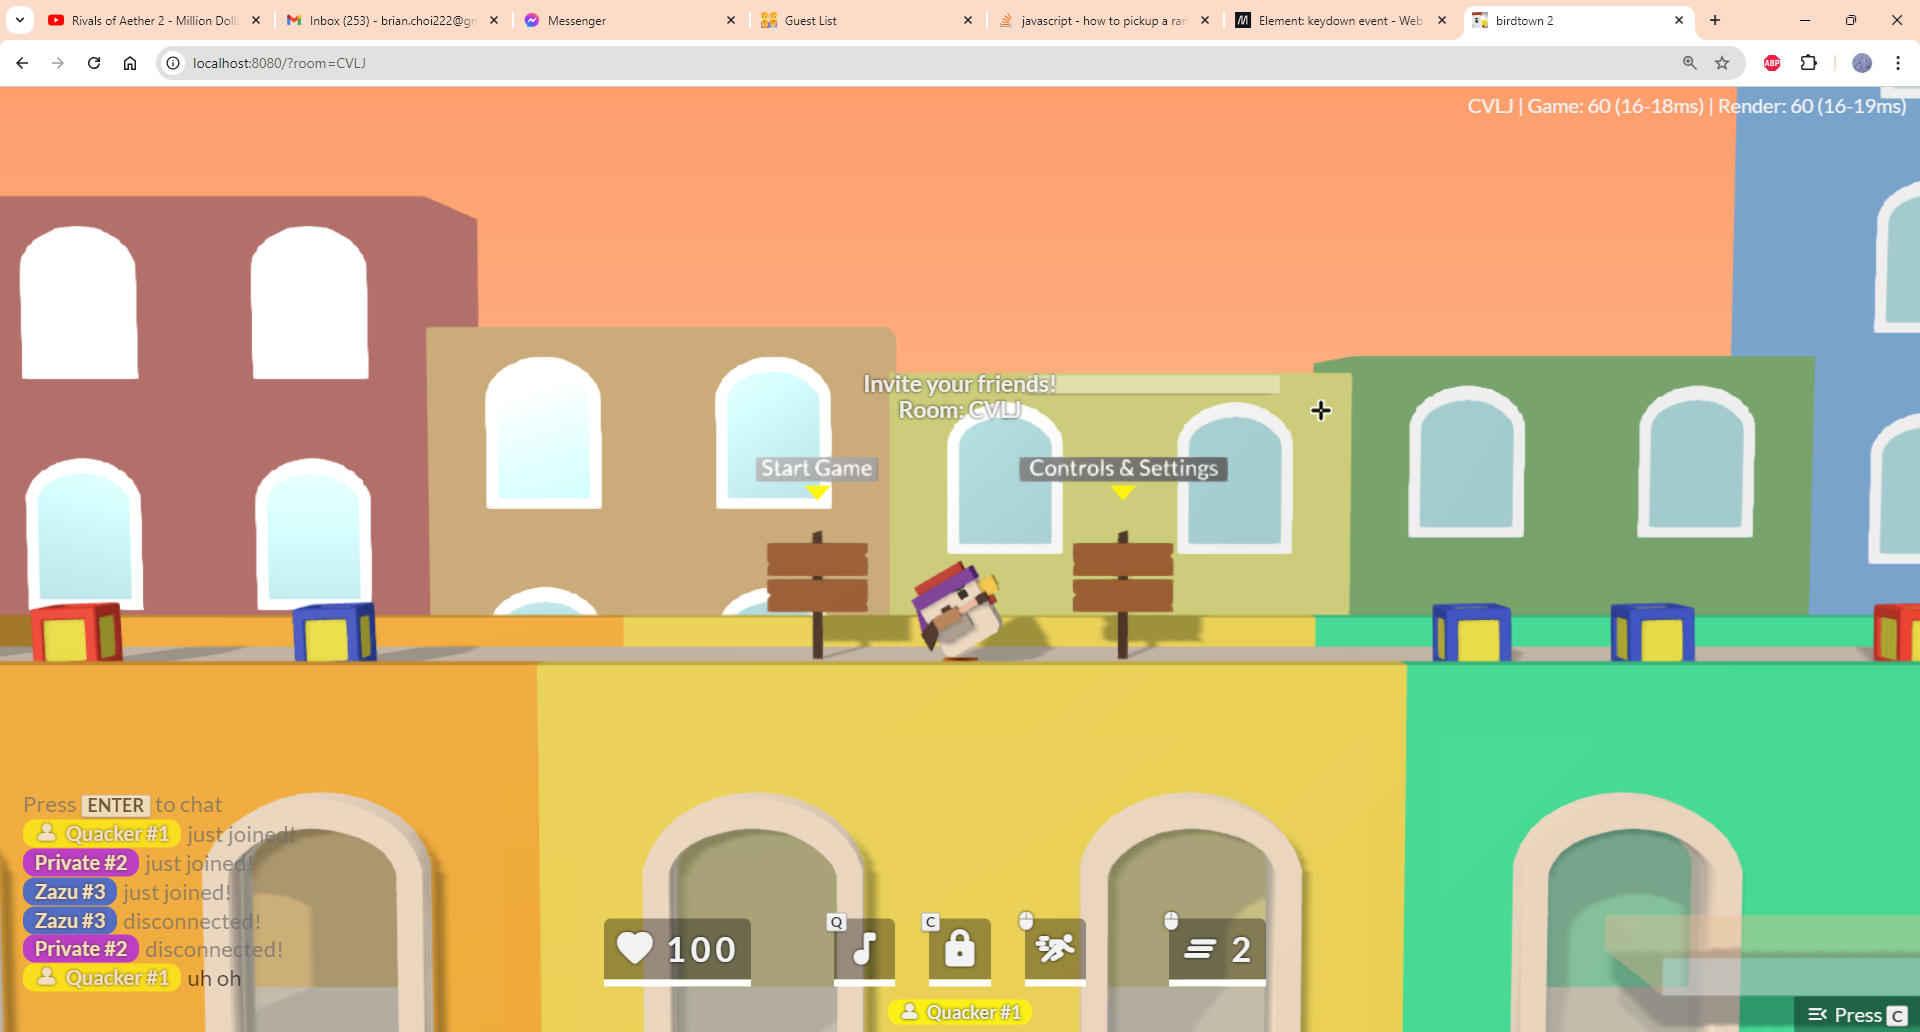 Rivals of Aether 2 - Million Doll
Inbox (253) - brian.choi222@gm
Messenger
Guest List
javascript - how to pickup a ran
Element: keydown event - Web
birdtown 2
localhost:8080/?room=CVLJ
ABP
CVLJ | Game: 60 (16-18ms) | Render: 60 (16-19ms)
Invite your friends!
Room: CVLJ
Start Game
Controls & Settings
Press ENTER to chat
Quacker #1 just joined!
Private #2 just joined!
Zazu #3 just joined!
Zazu #3 disconnected!
Private #2 disconnected!
Quacker #1 uh oh
100
Q
C
2
Quacker #1
Press C